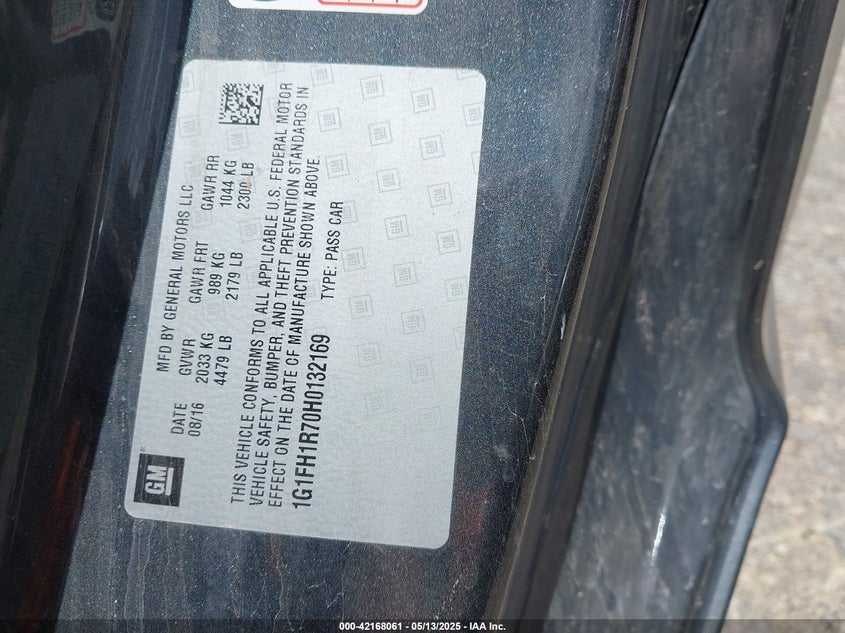 GM
MFD BY GENERAL MOTORS LLC
DATE GVWR GAWR FRT GAWR RR
08/16 2033 KG 989 KG 1044 KG
4479 LB 2179 LB 2300 LB
THIS VEHICLE CONFORMS TO ALL APPLICABLE U.S. FEDERAL MOTOR
VEHICLE SAFETY, BUMPER, AND THEFT PREVENTION STANDARDS IN
EFFECT ON THE DATE OF MANUFACTURE SHOWN ABOVE.
1G1FH1R70H0132169 TYPE: PASS CAR
000-42168061 - 05/13/2025 - IAA Inc.